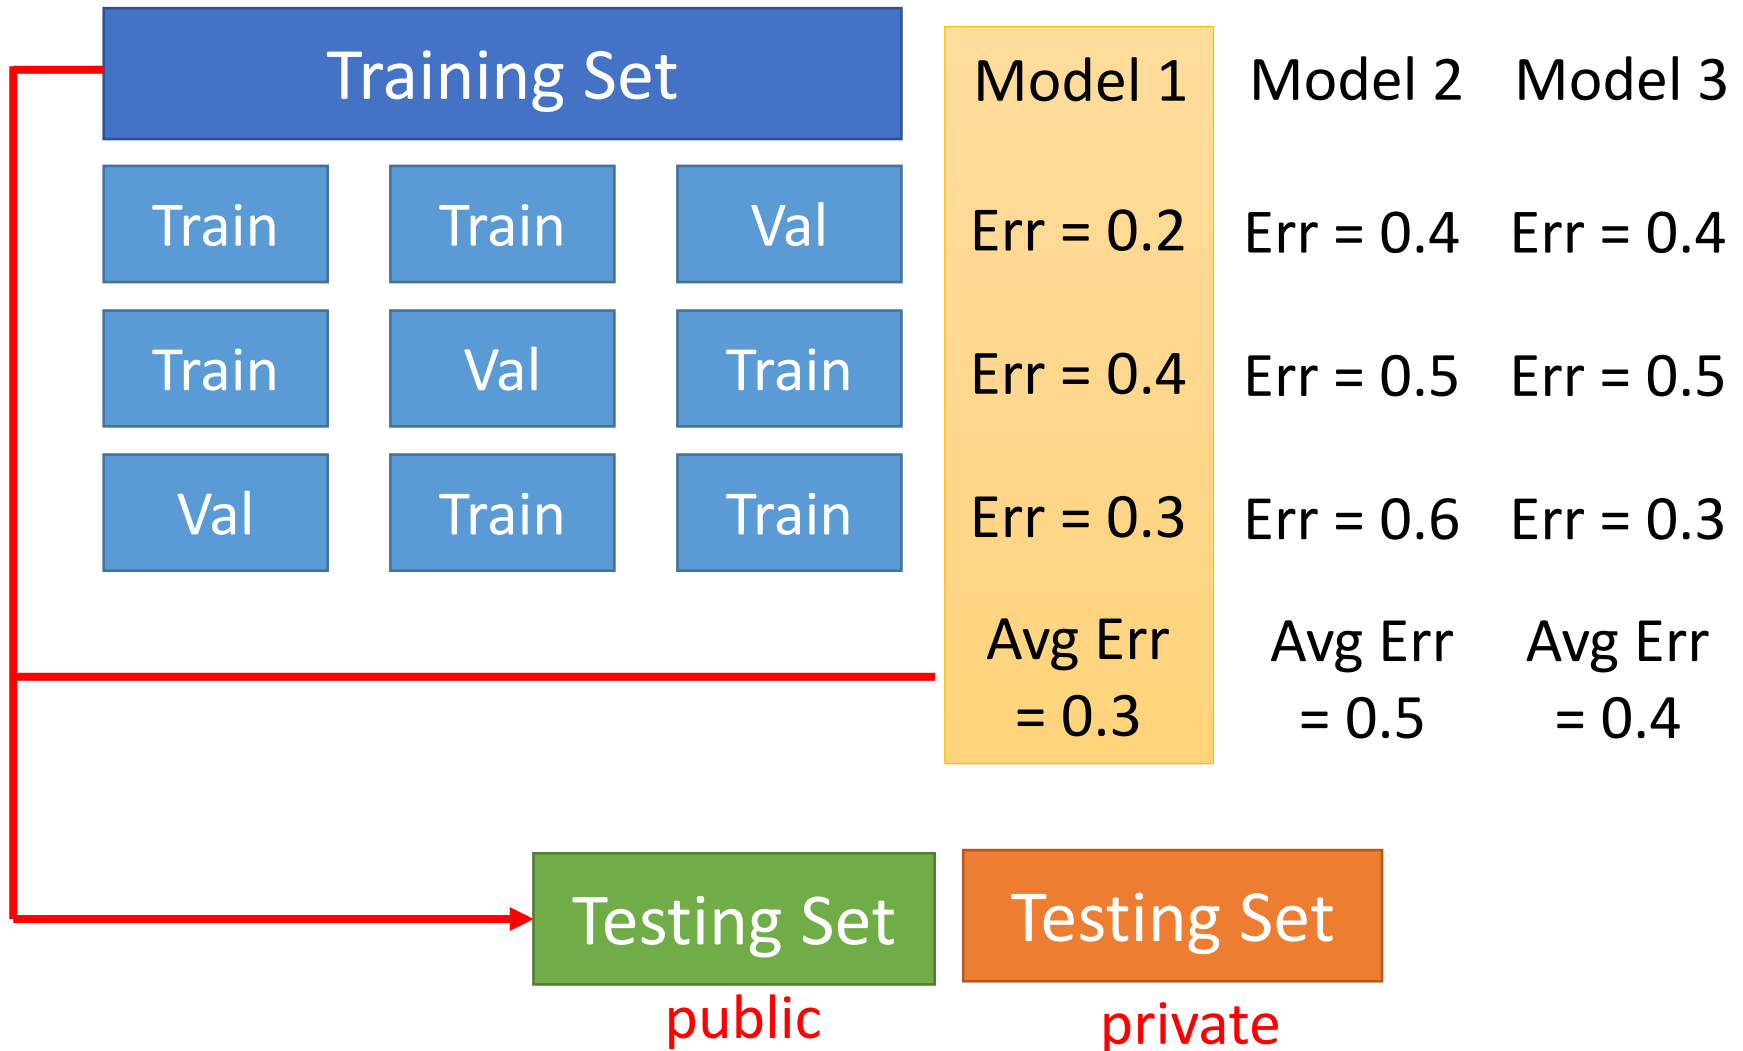 Training Set
Model 1
Model 2
Model 3
Train
Train
Val
Err = 0.2
Err = 0.4
Err = 0.4
Train
Val
Train
Err = 0.4
Err = 0.5
Err = 0.5
Val
Train
Train
Err = 0.3
Err = 0.6
Err = 0.3
Avg Err
= 0.3
Avg Err
= 0.5
Avg Err
= 0.4
Testing Set
Testing Set
public
private